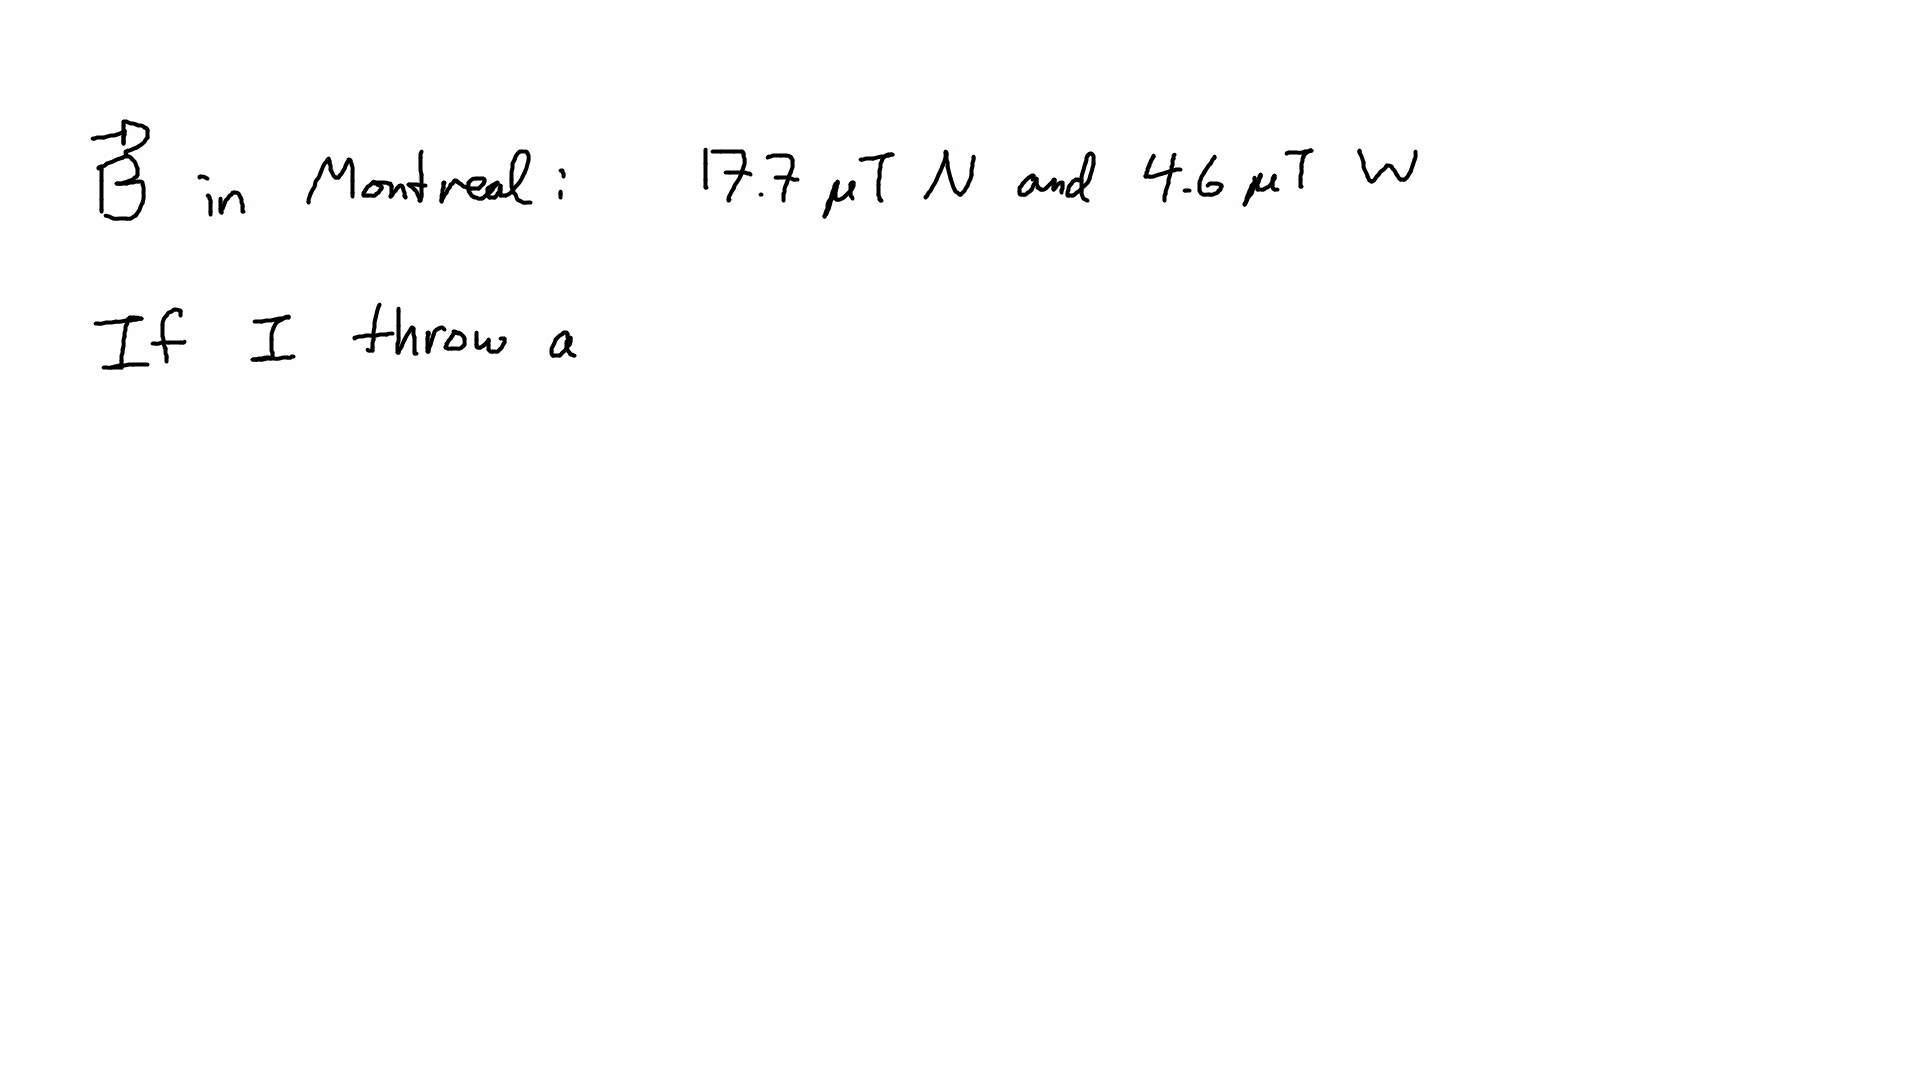 B⃗ in Montreal: 17.7 μT N and 4.6 μT W
If I throw a